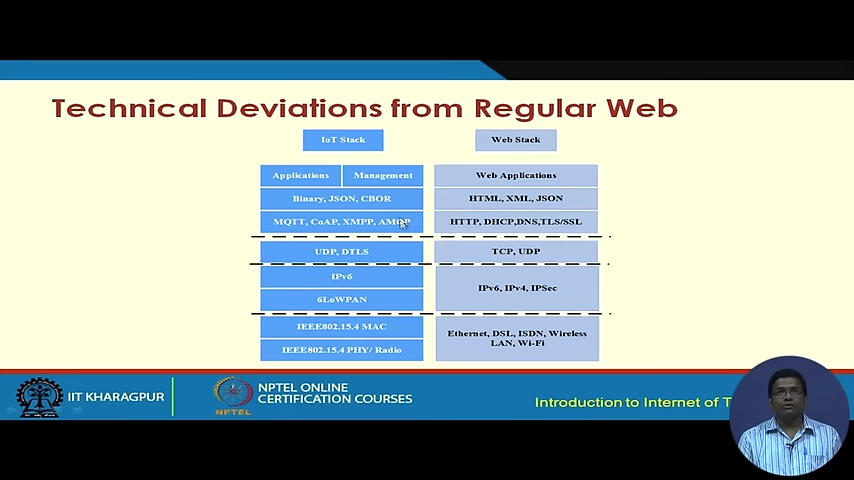 Technical Deviations from Regular Web
IoT Stack
Web Stack
Applications
Management
Web Applications
Binary, JSON, CBOR
HTML, XML, JSON
MQTT, CoAP, XMPP, AMQP
HTTP, DHCP,DNS,TLS/SSL
UDP, DTLS
TCP, UDP
IPv6
6LoWPAN
IPv6, IPv4, IPSec
IEEE802.15.4 MAC
IEEE802.15.4 PHY/ Radio
Ethernet, DSL, ISDN, Wireless
LAN, Wi-Fi
IIT KHARAGPUR
NPTEL
NPTEL ONLINE
CERTIFICATION COURSES
Introduction to Internet of T